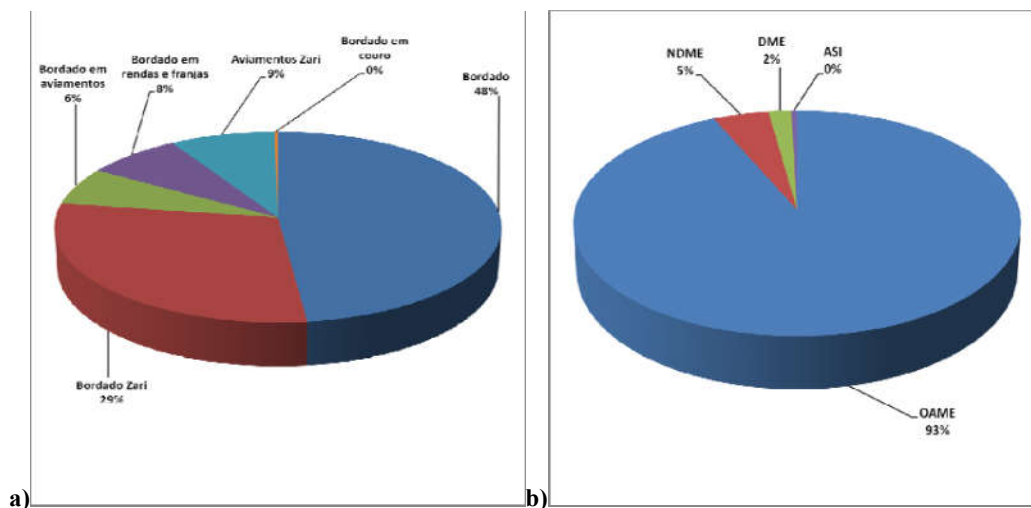 Bordado em
couro
0%
Bordado em
rendas e franjas
8%
Aviamentos Zari
9%
Bordado
48%
Bordado em
aviamentos
6%
Bordado Zari
29%
a)
DME
2%
ASI
0%
NDME
5%
OAME
93%
b)